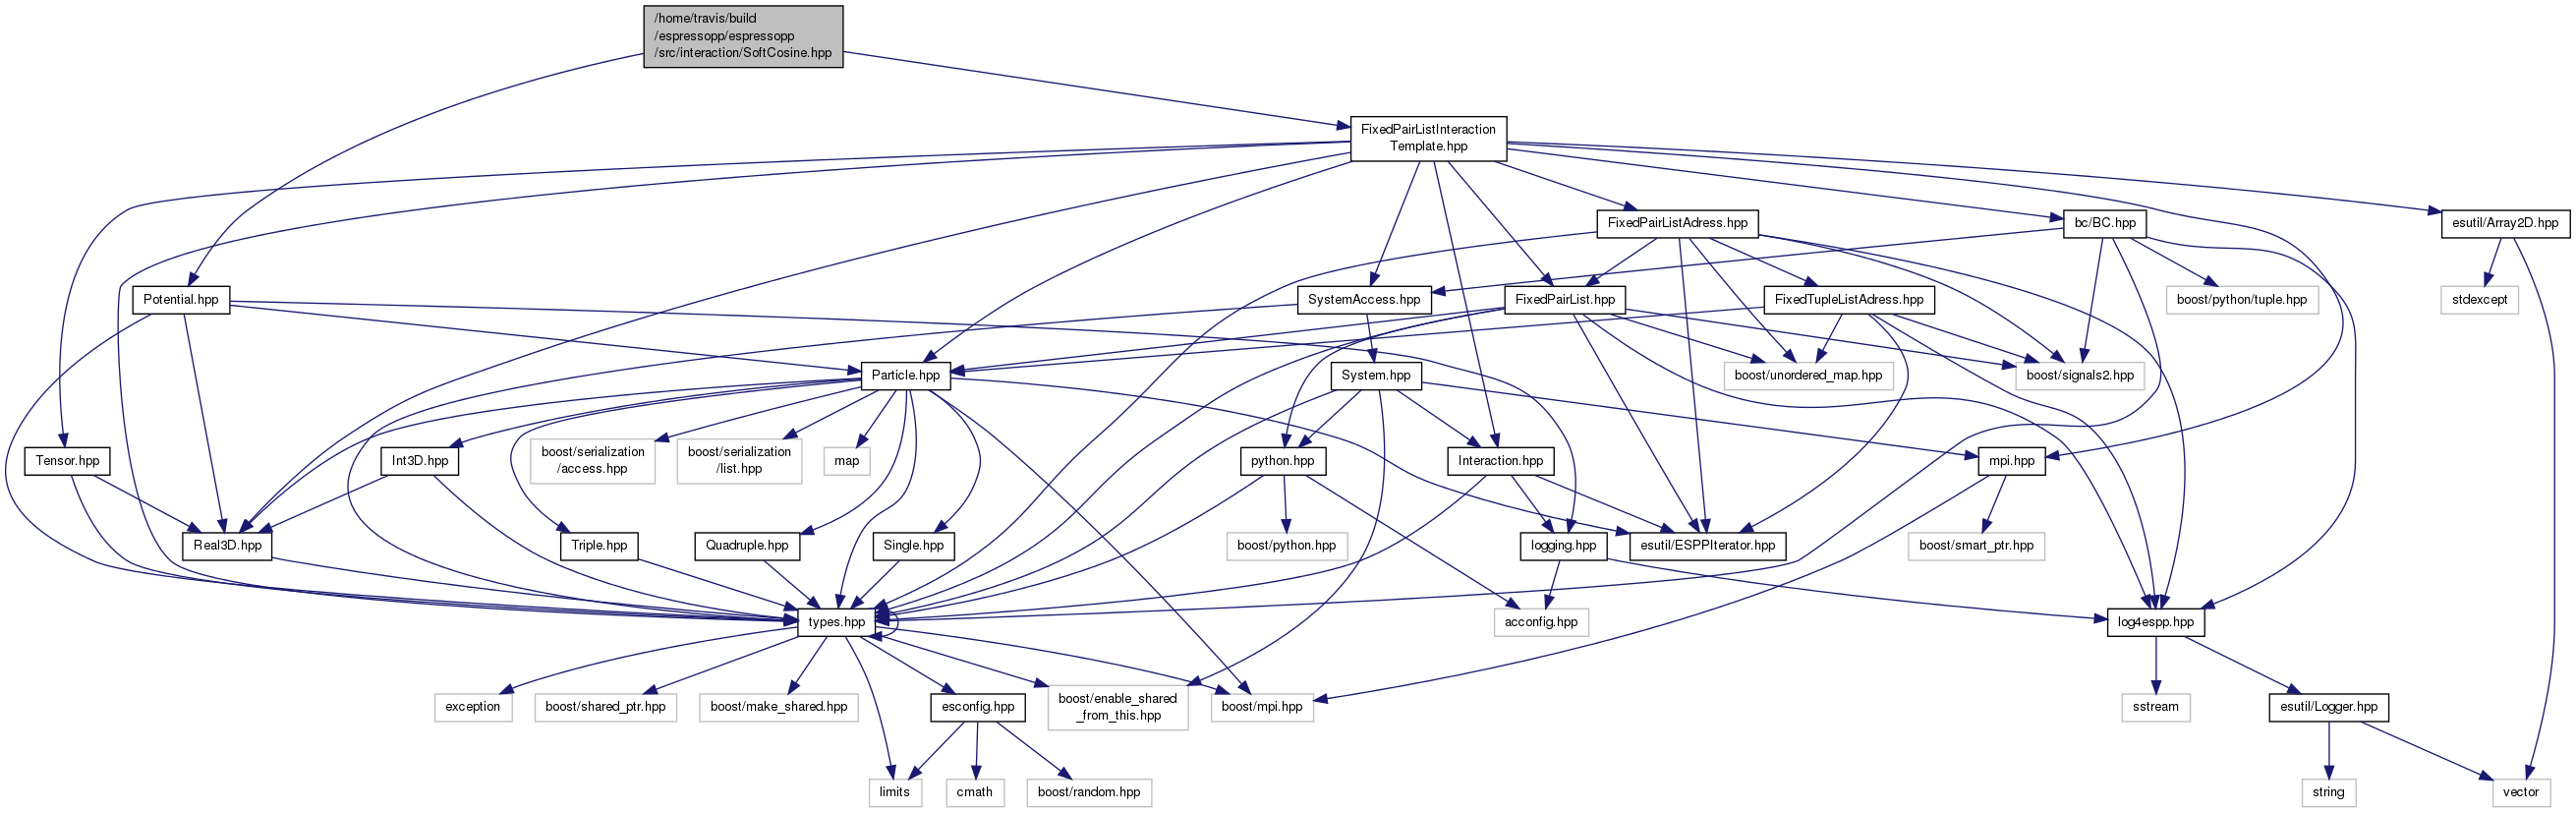 /home/travis/build
/espressopp/espressopp
/src/interaction/SoftCosine.hpp
FixedPairListInteraction
Template.hpp
FixedPairListAdress.hpp
bc/BC.hpp
esutil/Array2D.hpp
Potential.hpp
SystemAccess.hpp
FixedPairList.hpp
FixedTupleListAdress.hpp
boost/python/tuple.hpp
stdexcept
Particle.hpp
System.hpp
boost/unordered_map.hpp
boost/signals2.hpp
Tensor.hpp
Int3D.hpp
boost/serialization
/access.hpp
boost/serialization
/list.hpp
map
python.hpp
Interaction.hpp
mpi.hpp
Real3D.hpp
Triple.hpp
Quadruple.hpp
Single.hpp
boost/python.hpp
logging.hpp
esutil/ESPPIterator.hpp
boost/smart_ptr.hpp
types.hpp
acconfig.hpp
log4espp.hpp
exception
boost/shared_ptr.hpp
boost/make_shared.hpp
esconfig.hpp
boost/enable_shared
_from_this.hpp
boost/mpi.hpp
sstream
esutil/Logger.hpp
limits
cmath
boost/random.hpp
string
vector